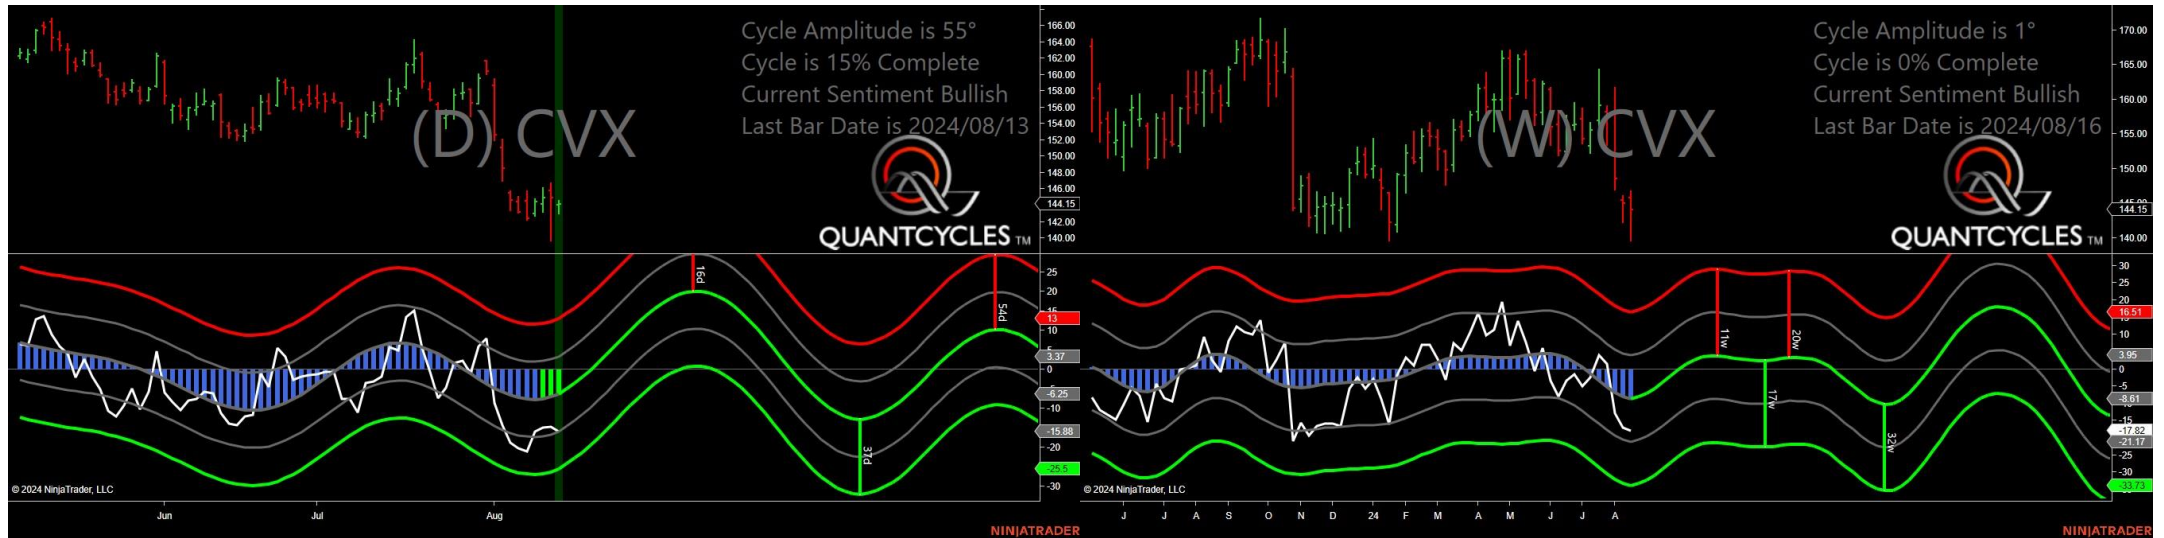 Cycle Amplitude is 55°
Cycle is 15% Complete
Current Sentiment Bullish
Last Bar Date is 2024/08/13
(D) CVX
QUANTCYCLES TM
166.00
164.00
162.00
160.00
158.00
156.00
154.00
152.00
150.00
148.00
146.00
144.15
142.00
140.00
16d
37d
54d
25
20
15
13
10
5
3.37
0
-6.25
-10
-15.88
-20
-25.5
-30
© 2024 NinjaTrader, LLC
Jun Jul Aug
NINJATRADER
Cycle Amplitude is 1°
Cycle is 0% Complete
Current Sentiment Bullish
Last Bar Date is 2024/08/16
(W) CVX
QUANTCYCLES TM
170.00
165.00
160.00
155.00
150.00
144.15
140.00
11w
17w
20w
32w
30
25
20
16.51
10
3.95
0
-5
-8.61
-15
-17.82
-21.17
-25
-30
-33.73
© 2024 NinjaTrader, LLC
J J A S O N D 24 F M A M J J A
NINJATRADER